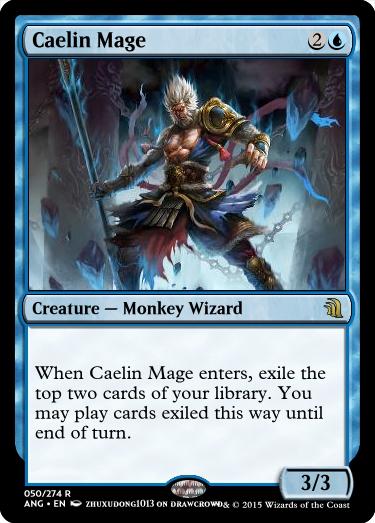 Caelin Mage 2
Creature — Monkey Wizard
When Caelin Mage enters, exile the
top two cards of your library. You
may play cards exiled this way until
end of turn.
3/3
050/274 R
ANG • EN ZHUXUDONG1013 ON DRAWCROWD & © 2015 Wizards of the Coast